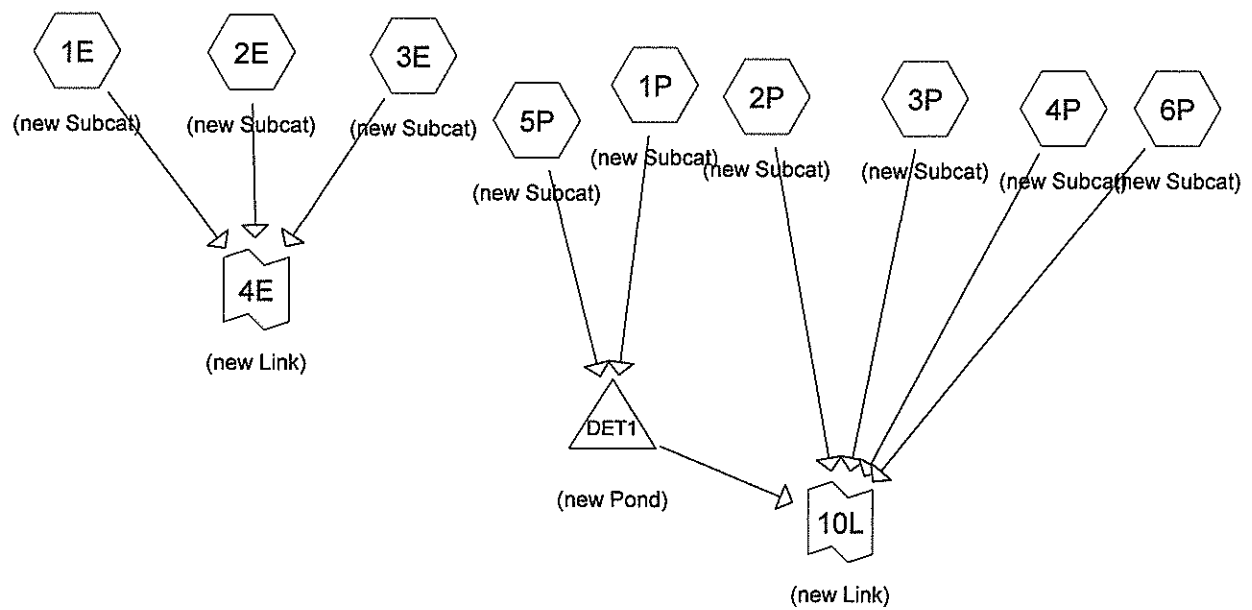 1E
(new Subcat)
2E
(new Subcat)
3E
(new Subcat)
5P
(new Subcat)
1P
(new Subcat)
2P
(new Subcat)
3P
(new Subcat)
4P
(new Subcat)
6P
(new Subcat)
4E
(new Link)
DET1
(new Pond)
10L
(new Link)